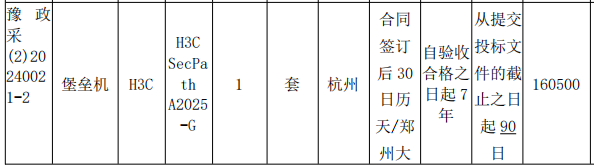 豫 政
采
(2)20
24002
1-2
堡垒机
H3C
H3C
SecPa
th
A2025
-G
1
套
杭州
合同
签订
后 30
日历
天/郑
州大
自验收
合格之
日起 7
年
从提交
投标文
件的截
止之日
起 90
日
160500